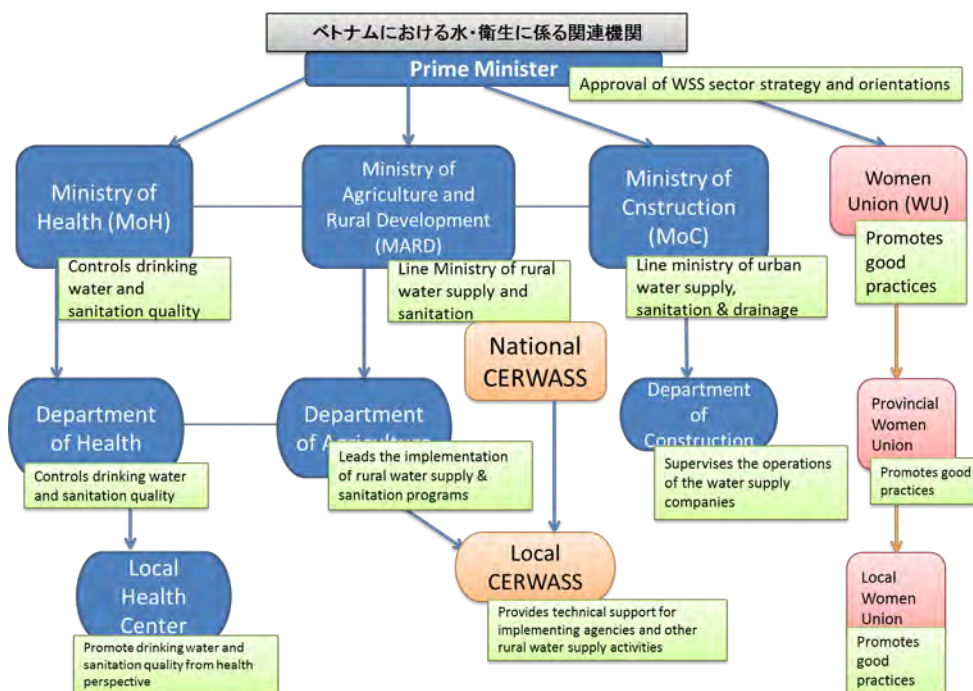 ベトナムにおける水・衛生に係る関連機関
Prime Minister
Approval of WSS sector strategy and orientations
Ministry of
Health (MoH)
Controls drinking
water and
sanitation quality
Ministry of
Agriculture and
Rural Development
(MARD)
Line Ministry of rural
water supply and
sanitation
Ministry of
Cnstruction
(MoC)
Line ministry of urban
water supply,
sanitation & drainage
Women
Union (WU)
Promotes
good
practices
National
CERWASS
Department
of Health
Controls drinking water
and sanitation quality
Department
of Agriculture
Leads the implementation
of rural water supply &
sanitation programs
Department
of
Construction
Supervises the operations
of the water supply
companies
Provincial
Women
Union
Promotes good
practices
Local
Health
Center
Promote drinking water and
sanitation quality from health
perspective
Local
CERWASS
Provides technical support for
implementing agencies and other
rural water supply activities
Local
Women
Union
Promotes
good
practices